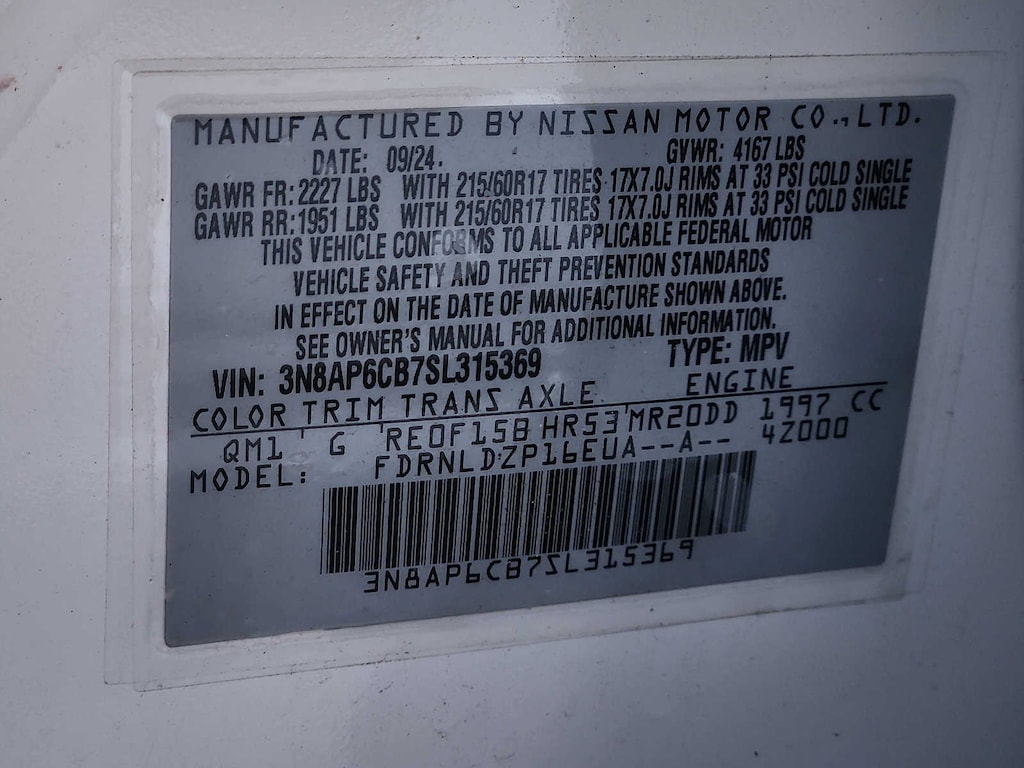 MANUFACTURED BY NISSAN MOTOR CO., LTD.
DATE: 09/24. GVWR: 4167 LBS
GAWR FR: 2227 LBS WITH 215/60R17 TIRES 17X7.0J RIMS AT 33 PSI COLD SINGLE
GAWR RR: 1951 LBS WITH 215/60R17 TIRES 17X7.0J RIMS AT 33 PSI COLD SINGLE
THIS VEHICLE CONFORMS TO ALL APPLICABLE FEDERAL MOTOR
VEHICLE SAFETY AND THEFT PREVENTION STANDARDS
IN EFFECT ON THE DATE OF MANUFACTURE SHOWN ABOVE.
SEE OWNER'S MANUAL FOR ADDITIONAL INFORMATION.
VIN: 3N8AP6CB7SL315369 TYPE: MPV
COLOR TRIM TRANS AXLE ENGINE
QM1 G RE0F15B HR53 MR20DD 1997 CC
MODEL: FDRNLDZP16EUA--A-- 42000
3N8AP6CB7SL315369